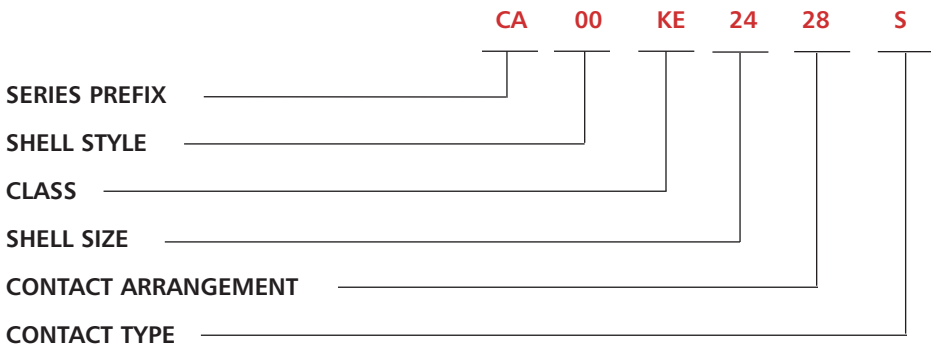 CA 00 KE 24 28 S
SERIES PREFIX
SHELL STYLE
CLASS
SHELL SIZE
CONTACT ARRANGEMENT
CONTACT TYPE